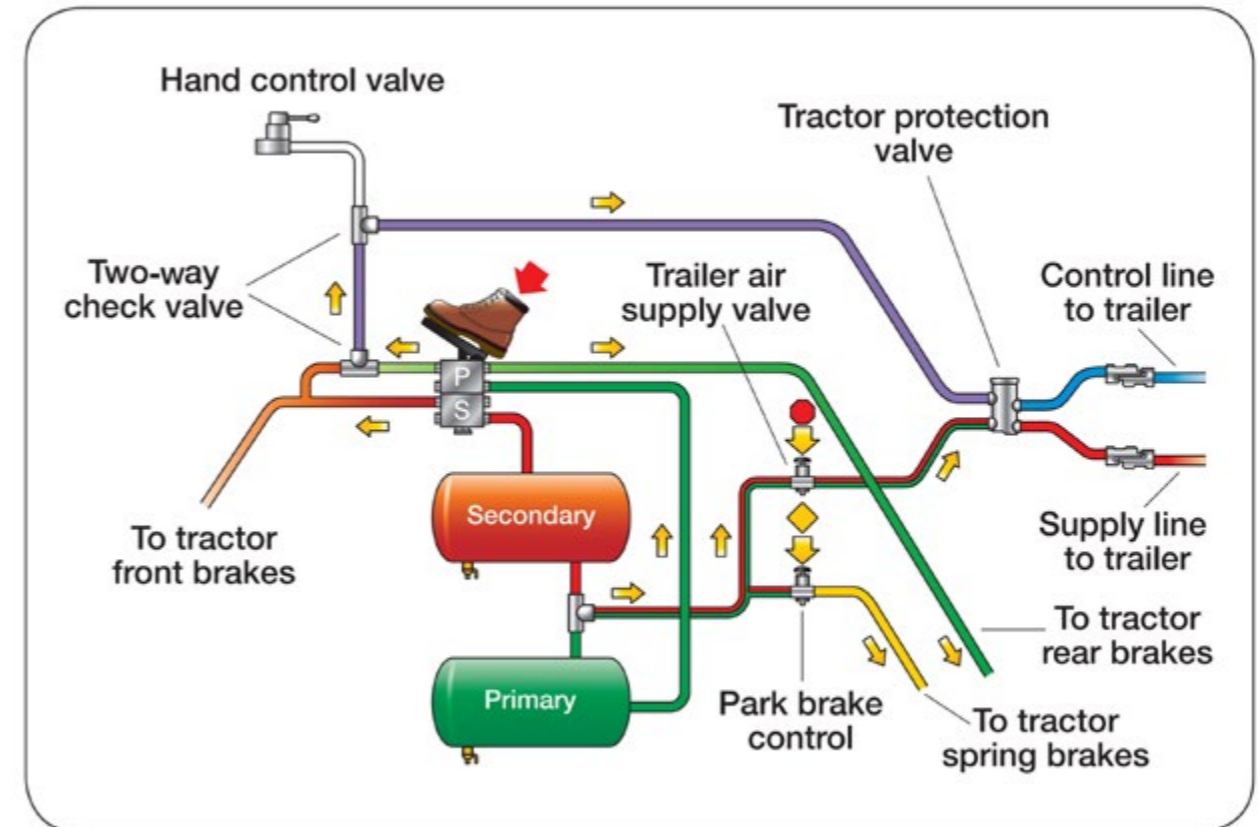 Hand control valve
Tractor protection
valve
Two-way
check valve
Trailer air
supply valve
Control line
to trailer
P
S
Secondary
To tractor
front brakes
Supply line
to trailer
Primary
To tractor
rear brakes
Park brake
control
To tractor
spring brakes